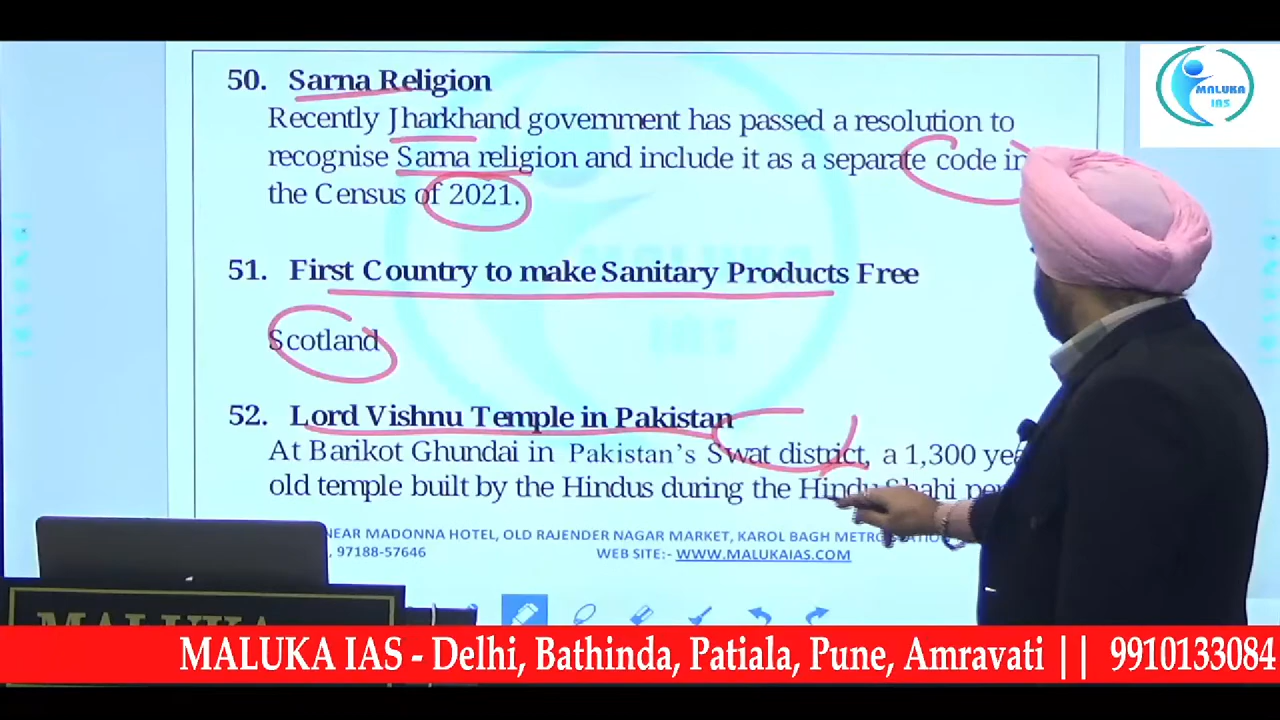 MALUKA
IAS
50. Sarna Religion
Recently Jharkhand government has passed a resolution to
recognise Sarna religion and include it as a separate code in
the Census of 2021.
51. First Country to make Sanitary Products Free
Scotland
52. Lord Vishnu Temple in Pakistan
At Barikot Ghundai in Pakistan's Swat district, a 1,300
old temple built by the Hindus during the Hindu Shahi
NEAR MADONNA HOTEL, OLD RAJENDER NAGAR MARKET, KAROL BAGH METRO
, 97188-57646 WEB SITE:- WWW.MALUKAIAS.COM
MALUKA
MALUKA IAS - Delhi, Bathinda, Patiala, Pune, Amravati || 9910133084